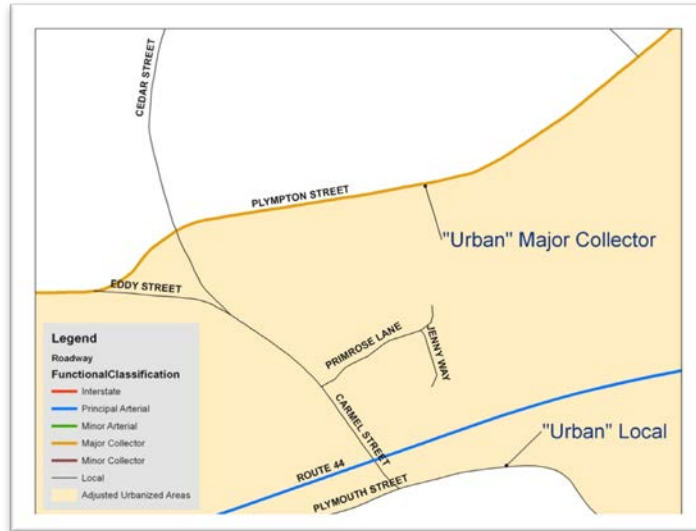 CEDAR STREET
PLYMPTON STREET
"Urban" Major Collector
EDDY STREET
PRIMROSE LANE
JENNY WAY
CARMEL STREET
"Urban" Local
ROUTE 44
PLYMOUTH STREET
Legend
Roadway
FunctionalClassification
Interstate
Principal Arterial
Minor Arterial
Major Collector
Minor Collector
Local
Adjusted Urbanized Areas